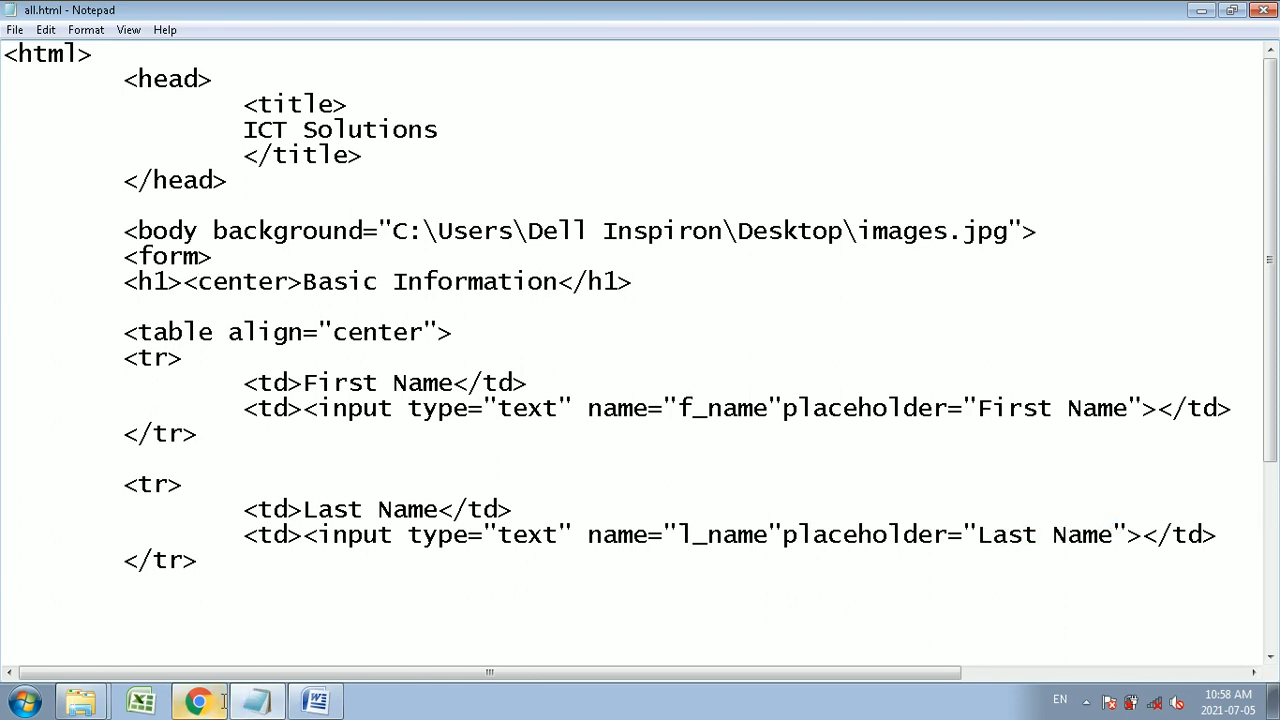 all.html - Notepad
File Edit Format View Help
<html>
<head>
<title>
ICT Solutions
</title>
</head>
<body background="C:\Users\Dell Inspiron\Desktop\images.jpg">
<form>
<h1><center>Basic Information</h1>
<table align="center">
<tr>
<td>First Name</td>
<td><input type="text" name="f_name"placeholder="First Name"></td>
</tr>
<tr>
<td>Last Name</td>
<td><input type="text" name="l_name"placeholder="Last Name"></td>
</tr>
EN
10:58 AM
2021-07-05